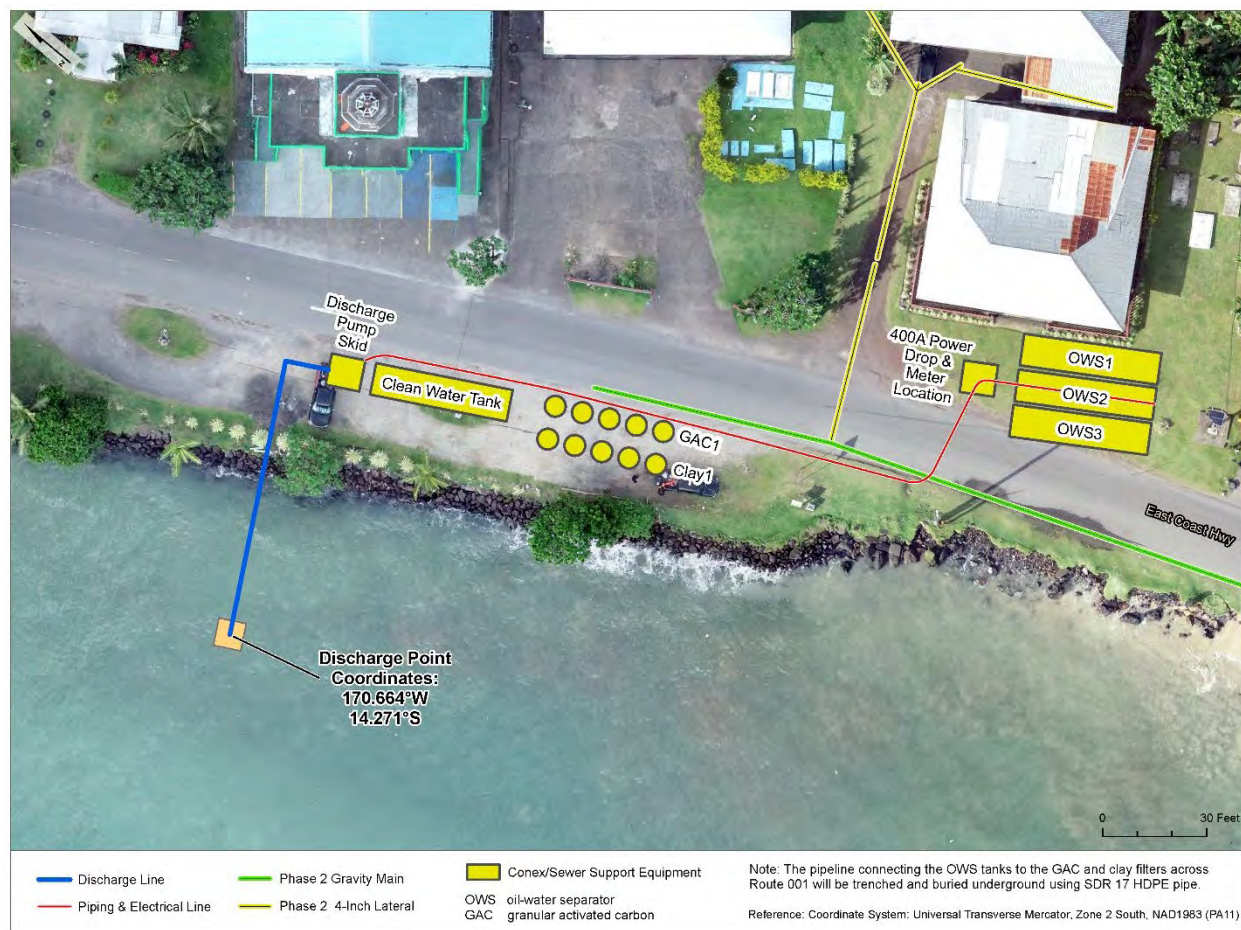 N
Discharge
Pump
Skid
Clean Water Tank
GAC1
Clay1
400A Power
Drop &
Meter
Location
OWS1
OWS2
OWS3
East Coast Hwy
Discharge Point
Coordinates:
170.664°W
14.271°S
0 30 Feet
Discharge Line
Piping & Electrical Line
Phase 2 Gravity Main
Phase 2 4-Inch Lateral
Conex/Sewer Support Equipment
OWS oil-water separator
GAC granular activated carbon
Note: The pipeline connecting the OWS tanks to the GAC and clay filters across
Route 001 will be trenched and buried underground using SDR 17 HDPE pipe.
Reference: Coordinate System: Universal Transverse Mercator, Zone 2 South, NAD1983 (PA11)